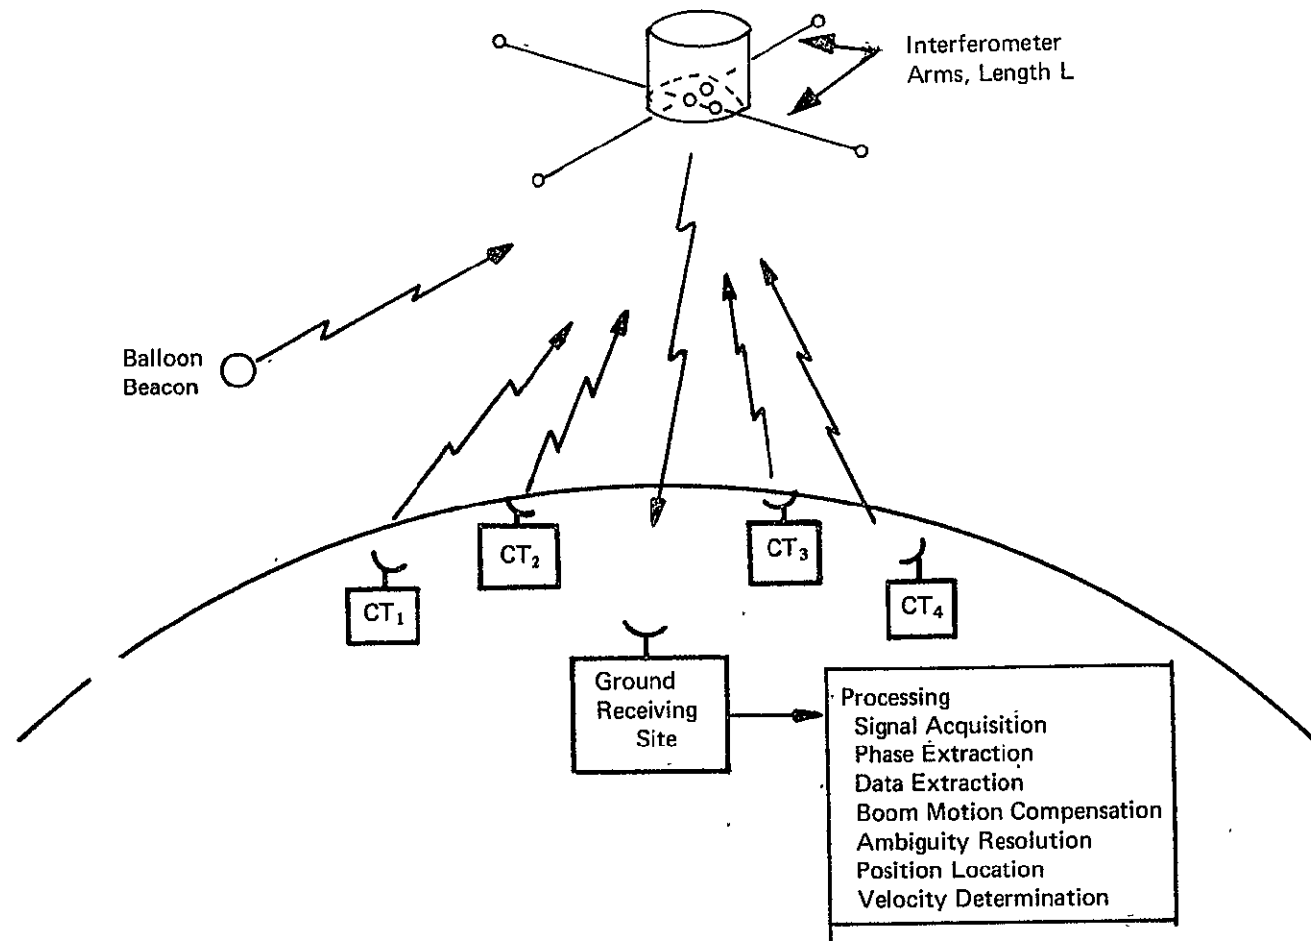 Interferometer
Arms, Length L
Balloon
Beacon
CT₁
CT₂
CT₃
CT₄
Ground
Receiving
Site
Processing
Signal Acquisition
Phase Extraction
Data Extraction
Boom Motion Compensation
Ambiguity Resolution
Position Location
Velocity Determination